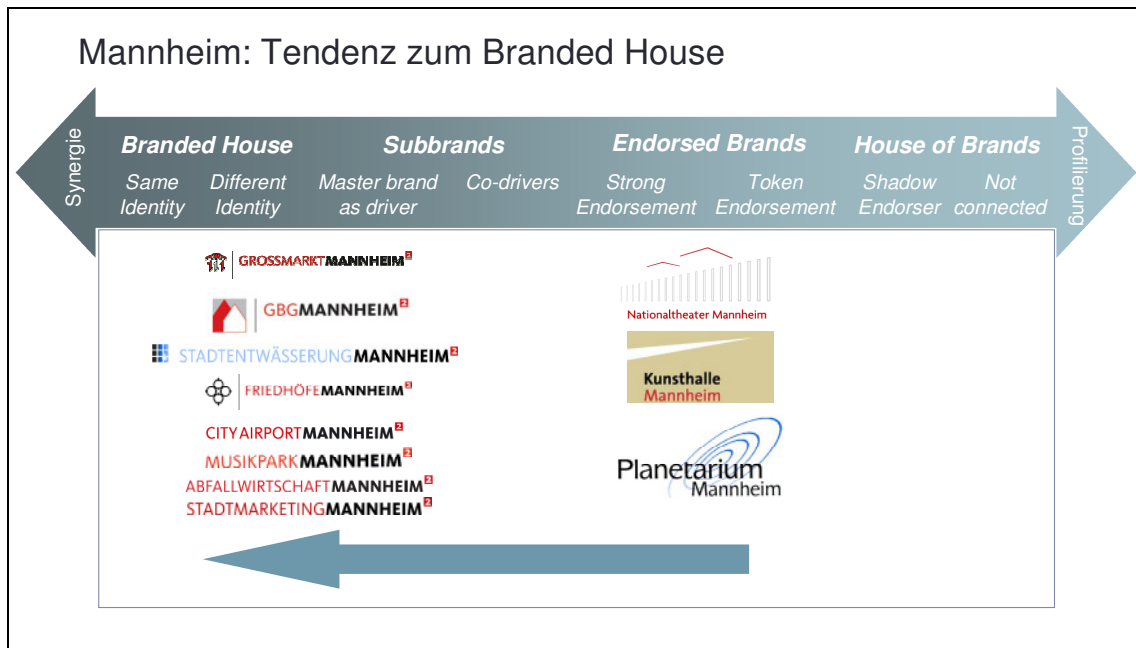 Mannheim: Tendenz zum Branded House
Synergie
Branded House
Subbrands
Endorsed Brands
House of Brands
Profilierung
Same Identity
Different Identity
Master brand as driver
Co-drivers
Strong Endorsement
Token Endorsement
Shadow Endorser
Not connected
GROSSMARKTMANNHEIM²
GBGMANNHEIM²
STADTENTWÄSSERUNGMANNHEIM²
FRIEDHÖFEMANNHEIM²
CITYAIRPORTMANNHEIM²
MUSIKPARKMANNHEIM²
ABFALLWIRTSCHAFTMANNHEIM²
STADTMARKETINGMANNHEIM²
Nationaltheater Mannheim
Kunsthalle
Mannheim
Planetarium
Mannheim